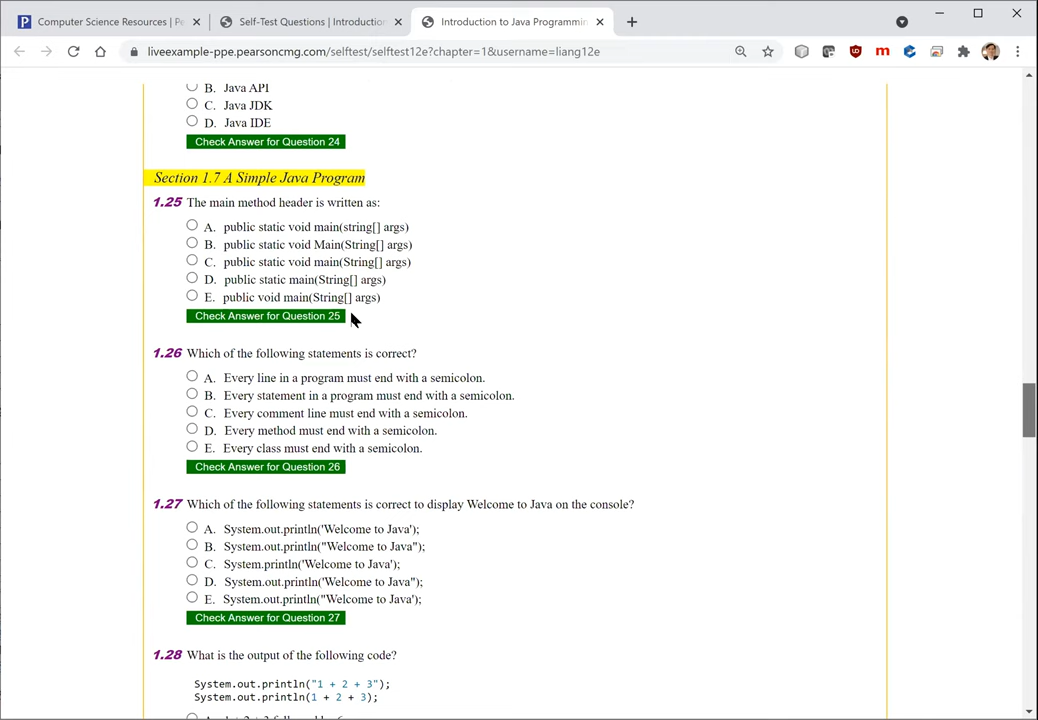 Computer Science Resources | Pe
Self-Test Questions | Introduction
Introduction to Java Programmin
liveexample-ppe.pearsoncmg.com/selftest/selftest12e?chapter=1&username=liang12e
B. Java API
C. Java JDK
D. Java IDE
Check Answer for Question 24
Section 1.7 A Simple Java Program
1.25 The main method header is written as:
A. public static void main(string[] args)
B. public static void Main(String[] args)
C. public static void main(String[] args)
D. public static main(String[] args)
E. public void main(String[] args)
Check Answer for Question 25
1.26 Which of the following statements is correct?
A. Every line in a program must end with a semicolon.
B. Every statement in a program must end with a semicolon.
C. Every comment line must end with a semicolon.
D. Every method must end with a semicolon.
E. Every class must end with a semicolon.
Check Answer for Question 26
1.27 Which of the following statements is correct to display Welcome to Java on the console?
A. System.out.println('Welcome to Java');
B. System.out.println("Welcome to Java");
C. System.println('Welcome to Java');
D. System.out.println('Welcome to Java");
E. System.out.println("Welcome to Java');
Check Answer for Question 27
1.28 What is the output of the following code?
System.out.println("1 + 2 + 3");
System.out.println(1 + 2 + 3);